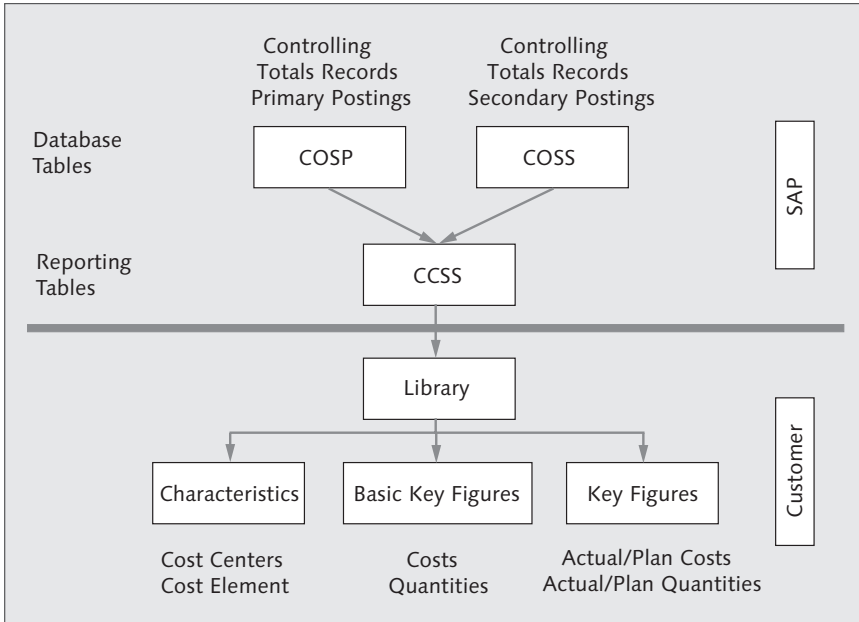 Controlling
Totals Records
Primary Postings
Controlling
Totals Records
Secondary Postings
Database
Tables
COSP
COSS
SAP
Reporting
Tables
CCSS
Library
Characteristics
Basic Key Figures
Key Figures
Customer
Cost Centers
Cost Element
Costs
Quantities
Actual/Plan Costs
Actual/Plan Quantities